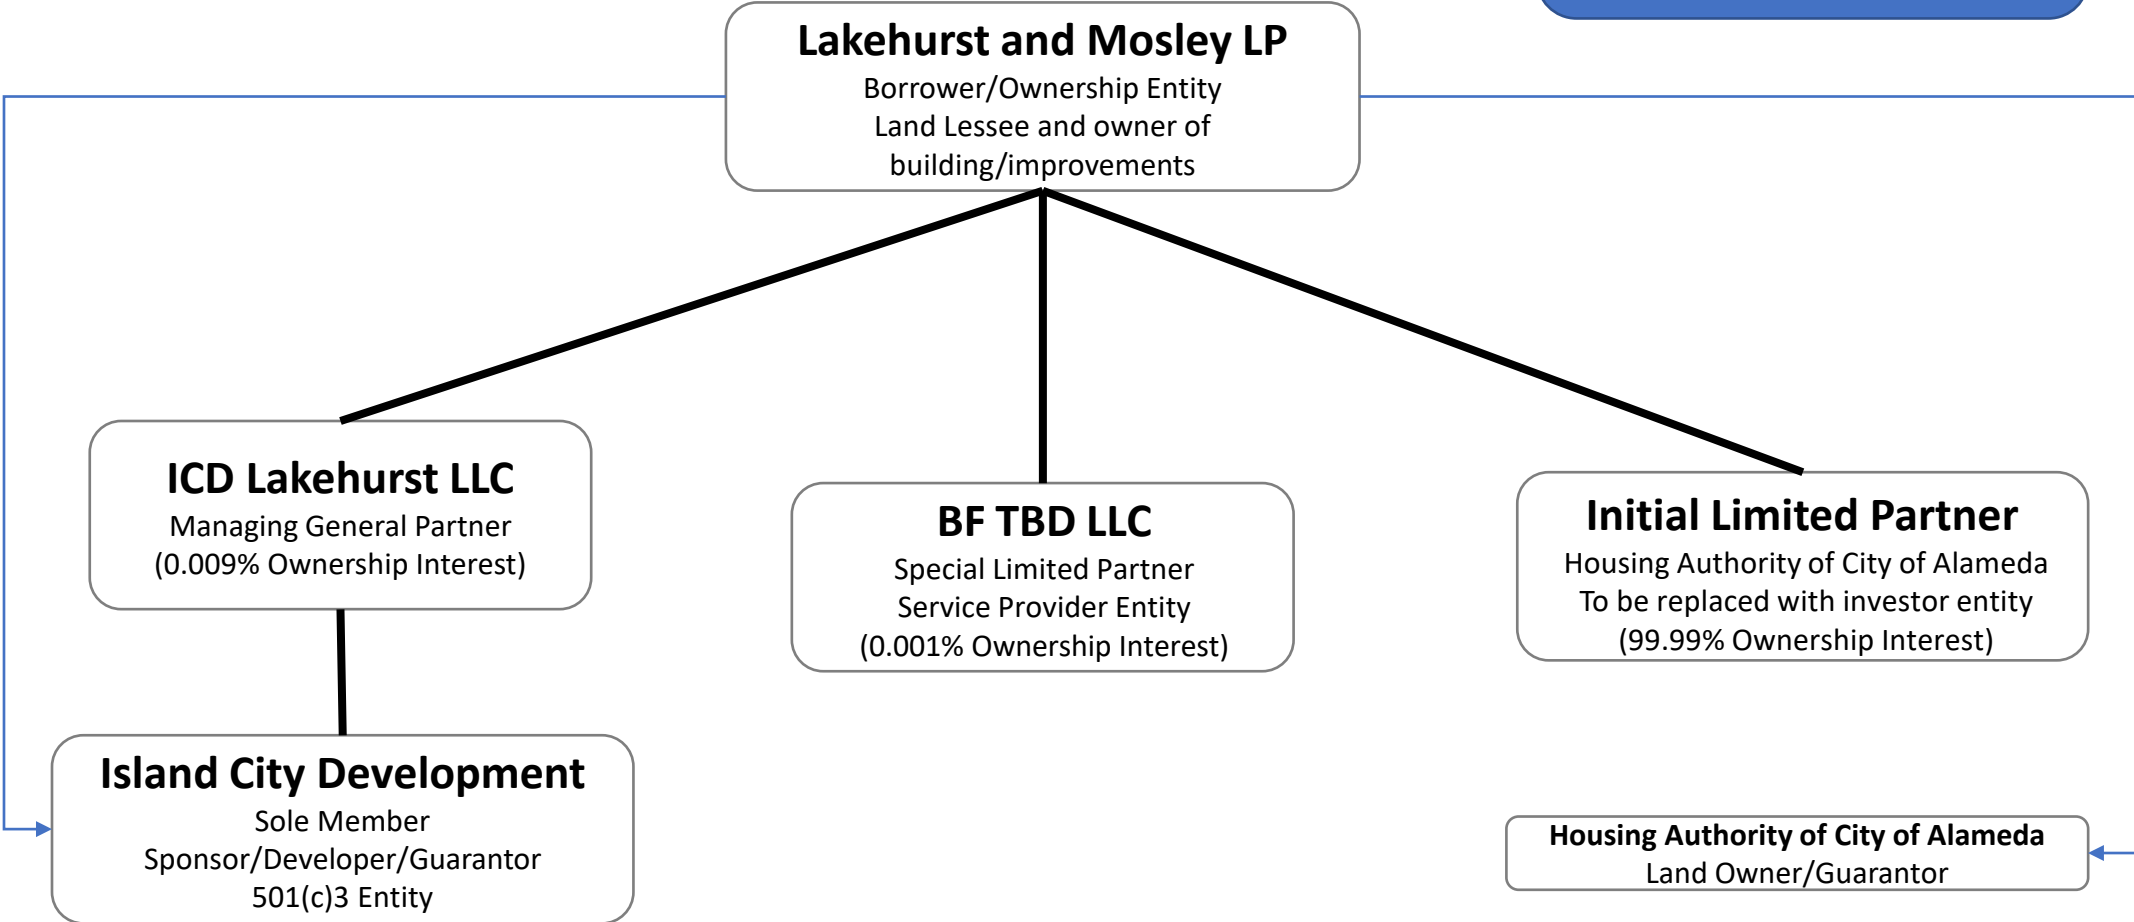 Lakehurst and Mosley LP
Borrower/Ownership Entity
Land Lessee and owner of
building/improvements
ICD Lakehurst LLC
Managing General Partner
(0.009% Ownership Interest)
BF TBD LLC
Special Limited Partner
Service Provider Entity
(0.001% Ownership Interest)
Initial Limited Partner
Housing Authority of City of Alameda
To be replaced with investor entity
(99.99% Ownership Interest)
Island City Development
Sole Member
Sponsor/Developer/Guarantor
501(c)3 Entity
Housing Authority of City of Alameda
Land Owner/Guarantor